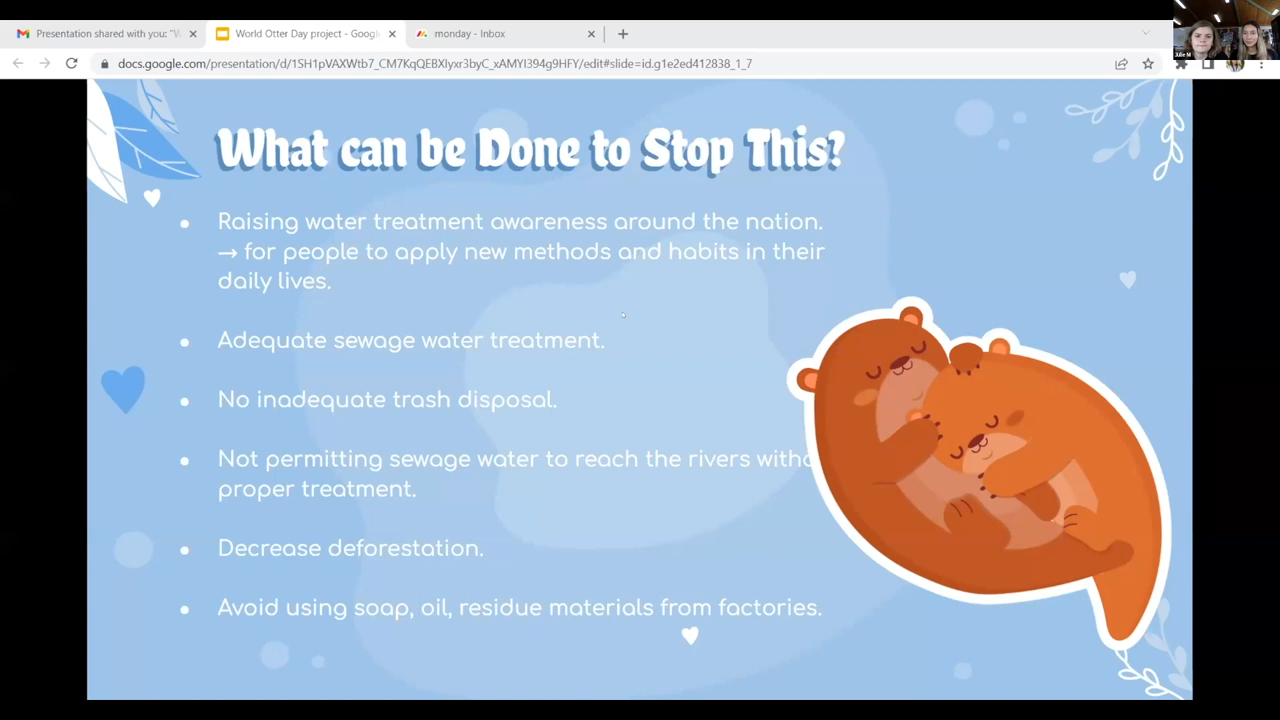 Presentation shared with you: "W
World Otter Day project - Google
monday - Inbox
docs.google.com/presentation/d/1SH1pVAXWtb7_CM7KqQEBXlyxr3xC_xAMYl394g9HFY/edit#slide=id.g1e2ed412838_1_7
What can be Done to Stop This?
• Raising water treatment awareness around the nation.
→ for people to apply new methods and habits in their
daily lives.
• Adequate sewage water treatment.
• No inadequate trash disposal.
• Not permitting sewage water to reach the rivers witho
proper treatment.
• Decrease deforestation.
• Avoid using soap, oil, residue materials from factories.